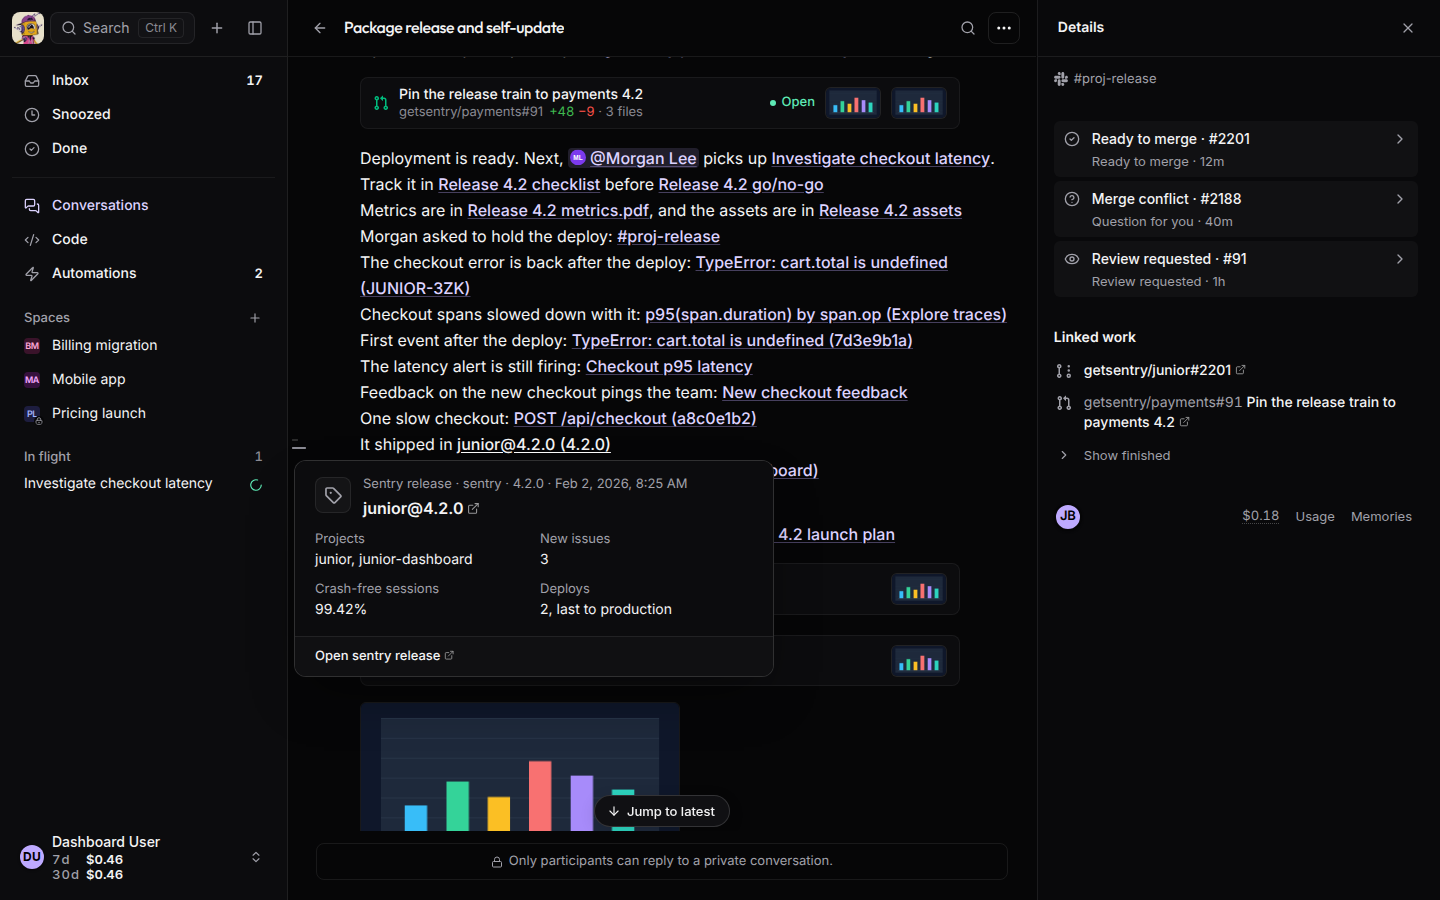 Search Ctrl K
Inbox 17
Snoozed
Done
Conversations
Code
Automations 2
Spaces
BM Billing migration
MA Mobile app
PL Pricing launch
In flight 1
Investigate checkout latency
DU Dashboard User
7d $0.46
30d $0.46
Package release and self-update
Pin the release train to payments 4.2
getsentry/payments#91 +48 −9 · 3 files
Open
Deployment is ready. Next, ML @Morgan Lee picks up Investigate checkout latency.
Track it in Release 4.2 checklist before Release 4.2 go/no-go
Metrics are in Release 4.2 metrics.pdf, and the assets are in Release 4.2 assets
Morgan asked to hold the deploy: #proj-release
The checkout error is back after the deploy: TypeError: cart.total is undefined
(JUNIOR-3ZK)
Checkout spans slowed down with it: p95(span.duration) by span.op (Explore traces)
First event after the deploy: TypeError: cart.total is undefined (7d3e9b1a)
The latency alert is still firing: Checkout p95 latency
Feedback on the new checkout pings the team: New checkout feedback
One slow checkout: POST /api/checkout (a8c0e1b2)
It shipped in junior@4.2.0 (4.2.0)
board)
4.2 launch plan
Sentry release · sentry · 4.2.0 · Feb 2, 2026, 8:25 AM
junior@4.2.0
Projects
junior, junior-dashboard
New issues
3
Crash-free sessions
99.42%
Deploys
2, last to production
Open sentry release
Jump to latest
Only participants can reply to a private conversation.
Details
#proj-release
Ready to merge · #2201
Ready to merge · 12m
Merge conflict · #2188
Question for you · 40m
Review requested · #91
Review requested · 1h
Linked work
getsentry/junior#2201
getsentry/payments#91 Pin the release train to
payments 4.2
Show finished
JB $0.18 Usage Memories